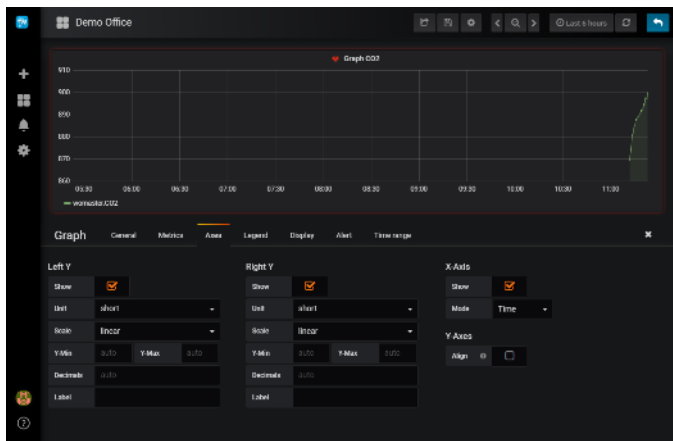 Demo Office
Last 6 hours
Graph CO2
910
900
890
880
870
860
05:30 06:00 06:30 07:00 07:30 08:00 08:30 09:00 09:30 10:00 10:30 11:00
womaster.CO2
Graph General Metrics Axes Legend Display Alert Time range
Left Y Right Y X-Axis
Show Show Show
Unit short Unit short Mode Time
Scale linear Scale linear
Y-Axes
Y-Min auto Y-Max auto Y-Min auto Y-Max auto Align
Decimals auto Decimals auto
Label Label